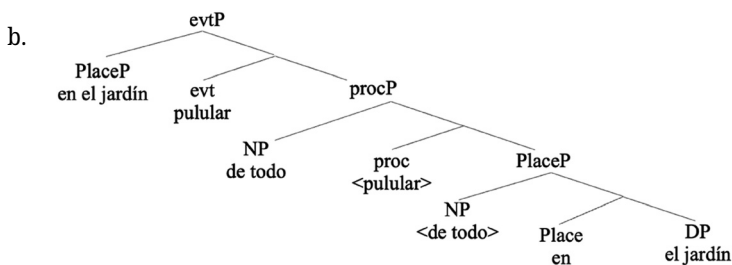 evtP
b.
PlaceP
en el jardín
evt
pulular
procP
NP
de todo
proc
<pulular>
PlaceP
NP
<de todo>
Place
en
DP
el jardín